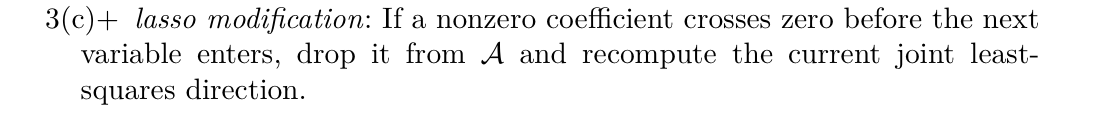 3(c)+ lasso modification: If a nonzero coefficient crosses zero before the next
variable enters, drop it from 𝒜 and recompute the current joint least-
squares direction.